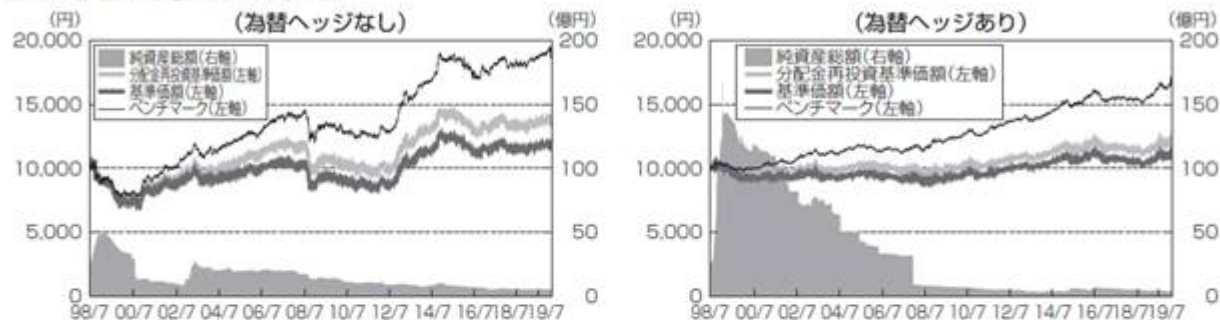 (円) (為替ヘッジなし) (億円)
20,000 200
純資産総額(右軸)
分配金再投資基準価額(左軸)
基準価額(左軸)
ベンチマーク(左軸)
15,000 150
10,000 100
5,000 50
0 0
98/7 00/7 02/7 04/7 06/7 08/7 10/7 12/7 14/7 16/7 18/7 19/7
(円) (為替ヘッジあり) (億円)
20,000 200
純資産総額(右軸)
分配金再投資基準価額(左軸)
基準価額(左軸)
ベンチマーク(左軸)
15,000 150
10,000 100
5,000 50
0 0
98/7 00/7 02/7 04/7 06/7 08/7 10/7 12/7 14/7 16/7 18/7 19/7